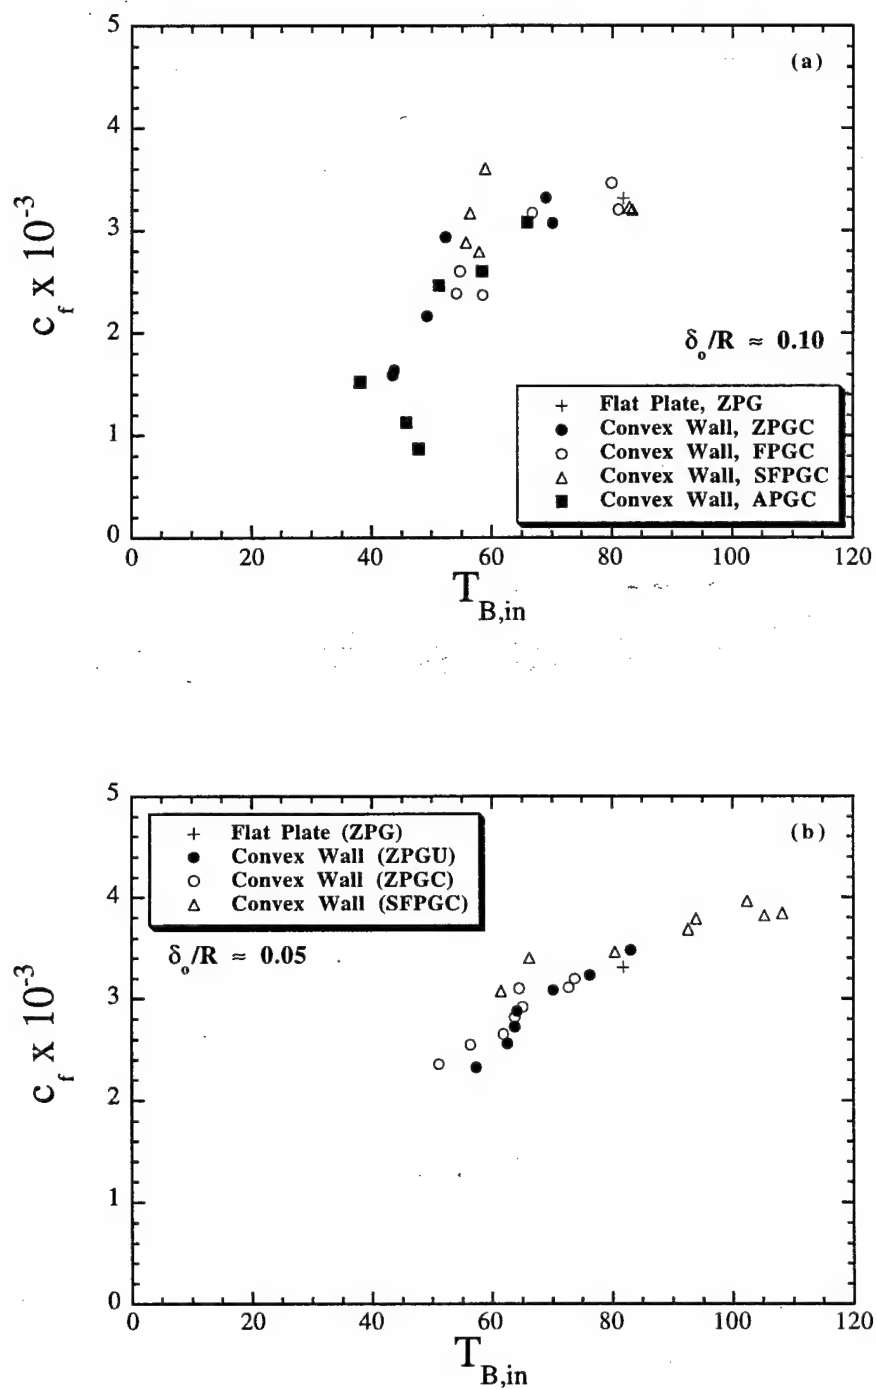 5
4
3
2
1
0
c_f x 10^-3
(a)
δ_o/R ≈ 0.10
+ Flat Plate, ZPG
● Convex Wall, ZPGC
○ Convex Wall, FPGC
△ Convex Wall, SFPGC
■ Convex Wall, APGC
0 20 40 60 80 100 120
T_B,in
5
4
3
2
1
0
c_f x 10^-3
(b)
+ Flat Plate (ZPG)
● Convex Wall (ZPGU)
○ Convex Wall (ZPGC)
△ Convex Wall (SFPGC)
δ_o/R ≈ 0.05
0 20 40 60 80 100 120
T_B,in